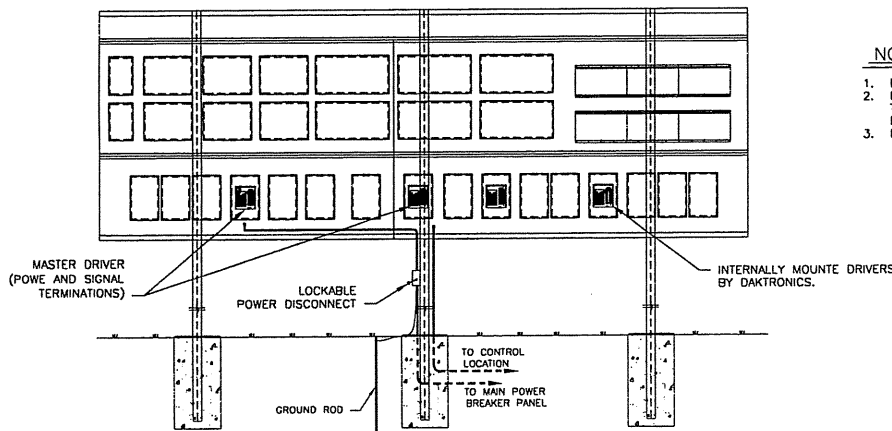 NO
1.
2.
3.
MASTER DRIVER
(POWE AND SIGNAL
TERMINATIONS)
LOCKABLE
POWER DISCONNECT
INTERNALLY MOUNTE DRIVERS
BY DAKTRONICS.
TO CONTROL
LOCATION
TO MAIN POWER
BREAKER PANEL
GROUND ROD